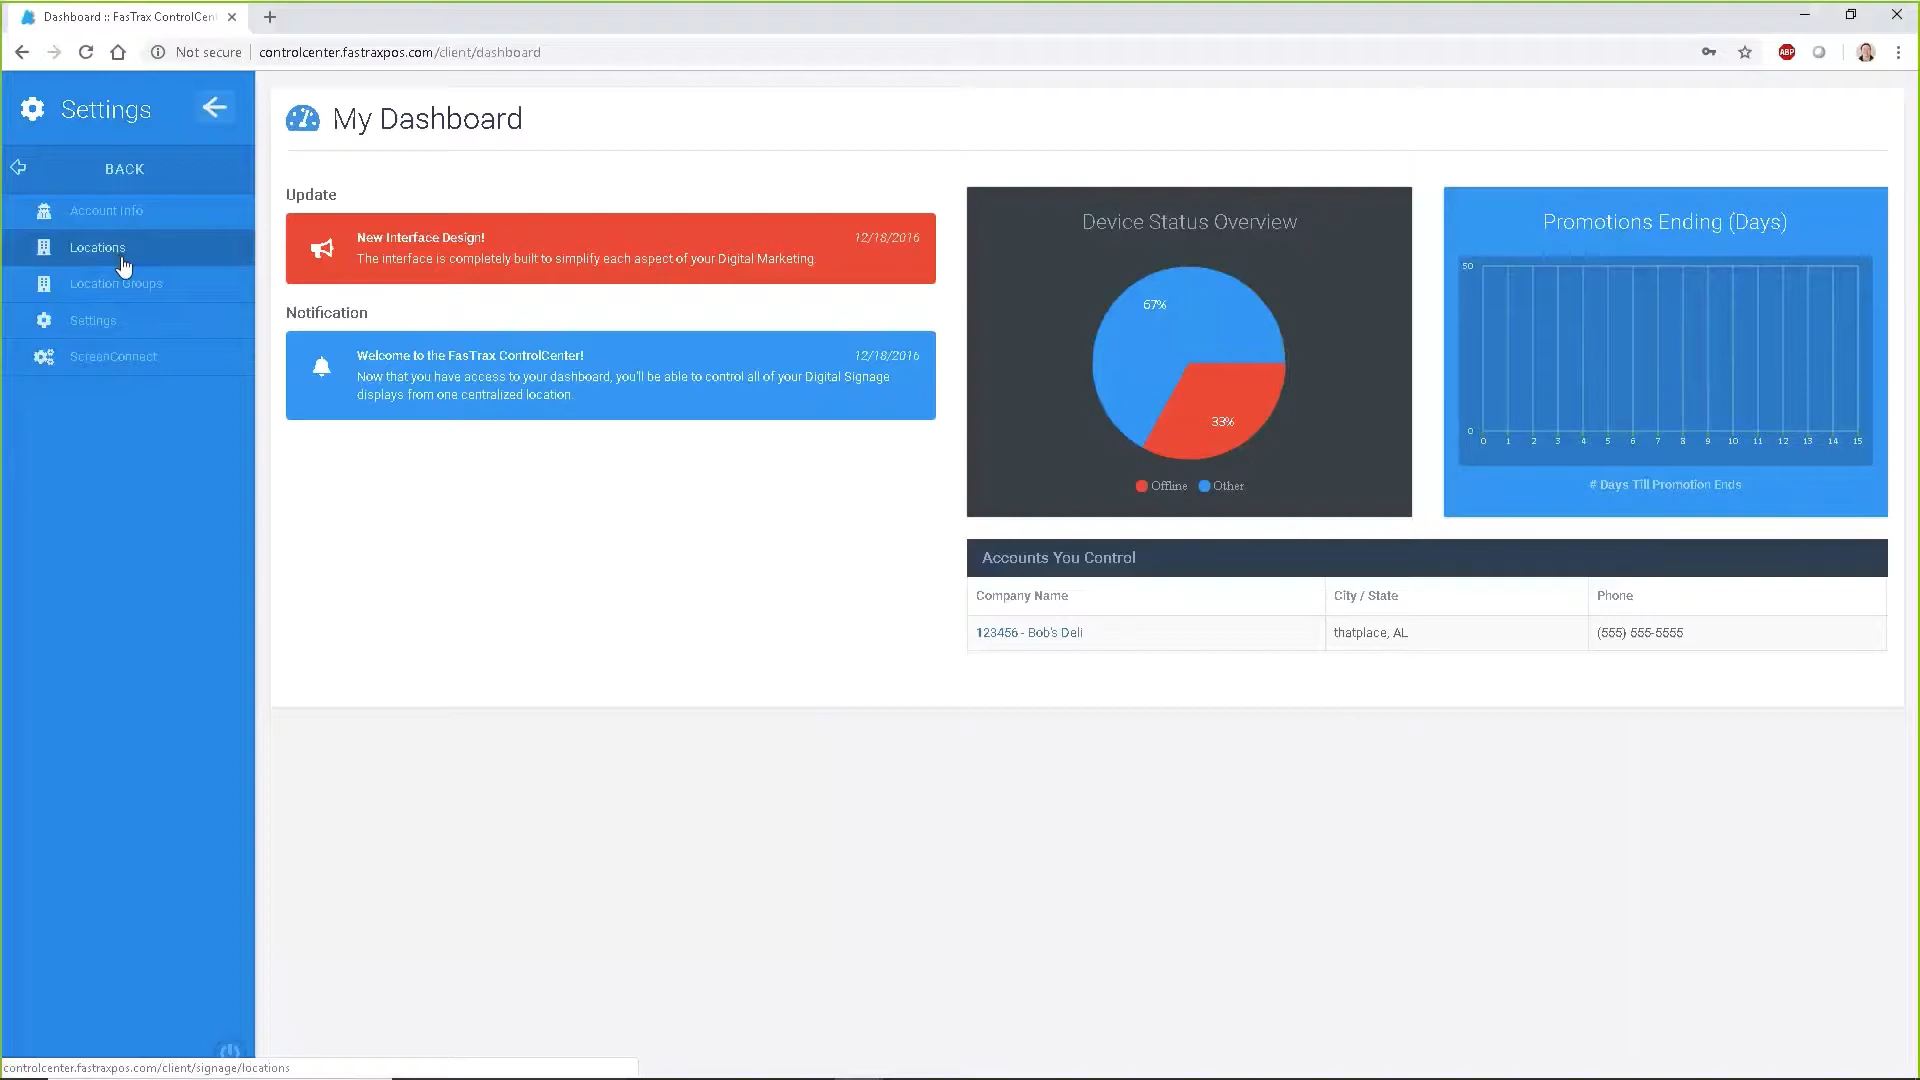 Dashboard :: FasTrax ControlCen
Not secure
controlcenter.fastraxpos.com/client/dashboard
ABP
Settings
BACK
Account Info
Locations
Location Groups
Settings
ScreenConnect
My Dashboard
Update
New Interface Design!
12/18/2016
The interface is completely built to simplify each aspect of your Digital Marketing.
Notification
Welcome to the FasTrax ControlCenter!
12/18/2016
Now that you have access to your dashboard, you'll be able to control all of your Digital Signage
displays from one centralized location.
Device Status Overview
67%
33%
Offline
Other
Promotions Ending (Days)
50
0
0 1 2 3 4 5 6 7 8 9 10 11 12 13 14 15
# Days Till Promotion Ends
Accounts You Control
Company Name City / State Phone
123456 - Bob's Deli thatplace, AL (555) 555-5555
controlcenter.fastraxpos.com/client/signage/locations